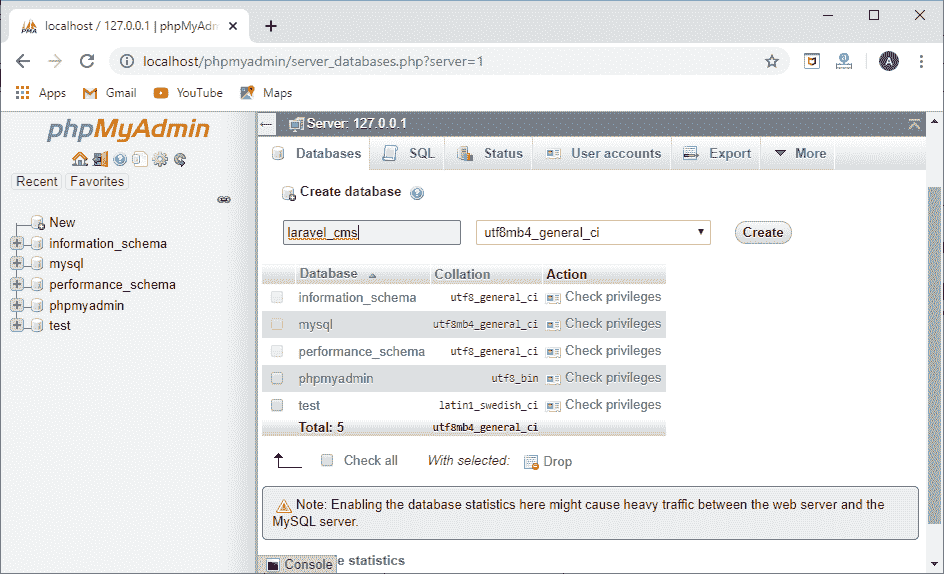 localhost / 127.0.0.1 | phpMyAdm
localhost/phpmyadmin/server_databases.php?server=1
A
Apps Gmail YouTube Maps
phpMyAdmin
Recent Favorites
New
information_schema
mysql
performance_schema
phpmyadmin
test
Server: 127.0.0.1
Databases SQL Status User accounts Export More
Create database
laravel_cms utf8mb4_general_ci Create
Database Collation Action
information_schema utf8_general_ci Check privileges
mysql utf8mb4_general_ci Check privileges
performance_schema utf8_general_ci Check privileges
phpmyadmin utf8_bin Check privileges
test latin1_swedish_ci Check privileges
Total: 5 utf8mb4_general_ci
Check all With selected: Drop
Note: Enabling the database statistics here might cause heavy traffic between the web server and the
MySQL server.
Console e statistics